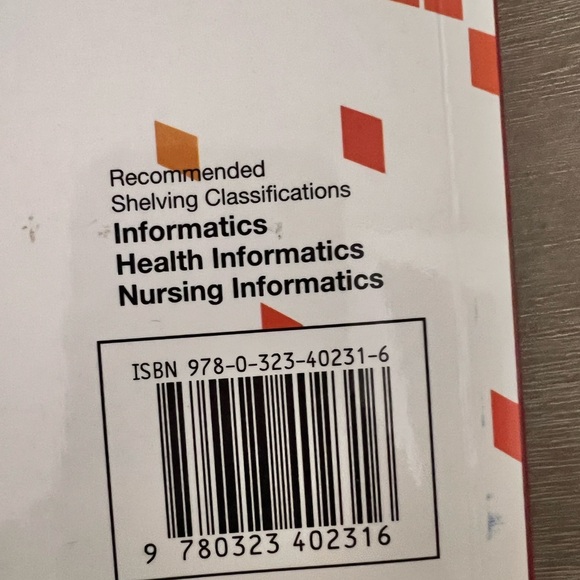 Recommended
Shelving Classifications
Informatics
Health Informatics
Nursing Informatics
ISBN 978-0-323-40231-6
9 780323 402316